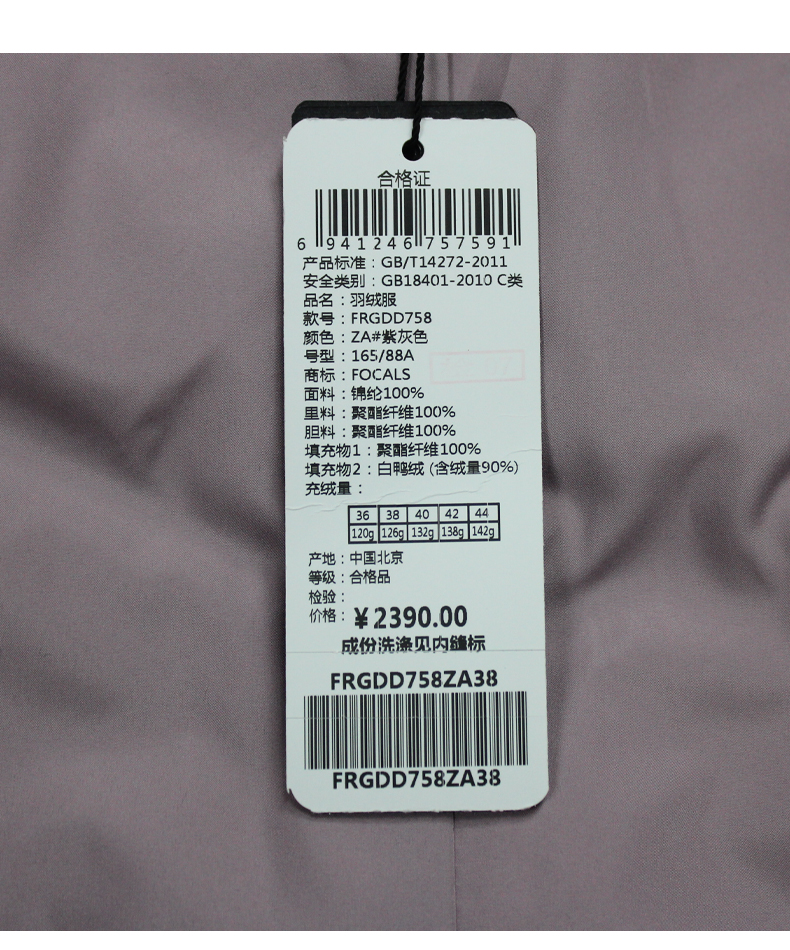 合格证
6 941246 757591
产品标准：GB/T14272-2011
安全类别：GB18401-2010 C类
品名：羽绒服
款号：FRGDD758
颜色：ZA#紫灰色
号型：165/88A
商标：FOCALS
面料：锦纶100%
里料：聚酯纤维100%
胆料：聚酯纤维100%
填充物1：聚酯纤维100%
填充物2：白鸭绒 (含绒量90%)
充绒量：
36 38 40 42 44
120g 126g 132g 138g 142g
产地：中国北京
等级：合格品
检验：
价格：￥2390.00
成份洗涤见内缝标
FRGDD758ZA38
FRGDD758ZA38